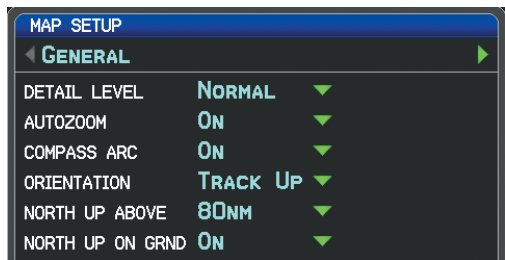 MAP SETUP
General
DETAIL LEVEL Normal
AUTOZOOM On
COMPASS ARC On
ORIENTATION Track Up
NORTH UP ABOVE 80nm
NORTH UP ON GRND On